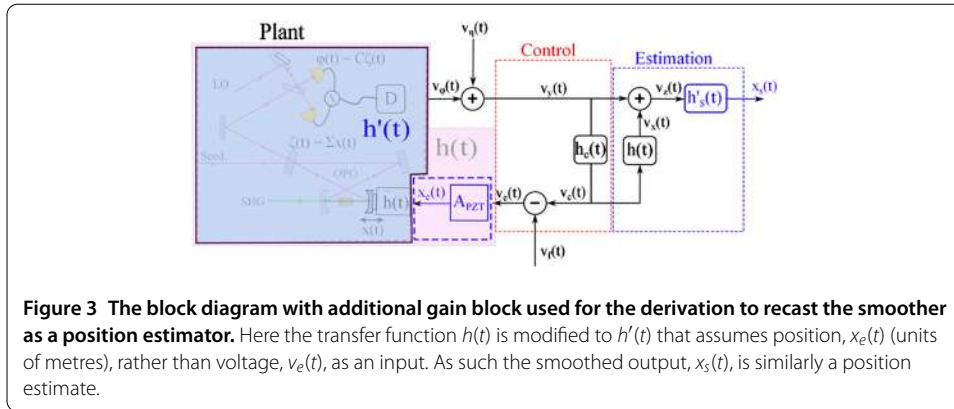 Plant
v_η(t)
φ(t) ~ Cζ(t)
Control
Estimation
LO
D
v_φ(t)
v_s(t)
v_z(t)
h'_s(t)
x_s(t)
h'(t)
v_x(t)
ζ(t) ~ Σx(t)
h(t)
h_c(t)
h(t)
Seed
OPO
x_e(t)
v_e(t)
v_c(t)
SHG
h(t)
A_PZT
x(t)
v_f(t)
Figure 3 The block diagram with additional gain block used for the derivation to recast the smoother
as a position estimator. Here the transfer function h(t) is modified to h′(t) that assumes position, x_e(t) (units
of metres), rather than voltage, v_e(t), as an input. As such the smoothed output, x_s(t), is similarly a position
estimate.